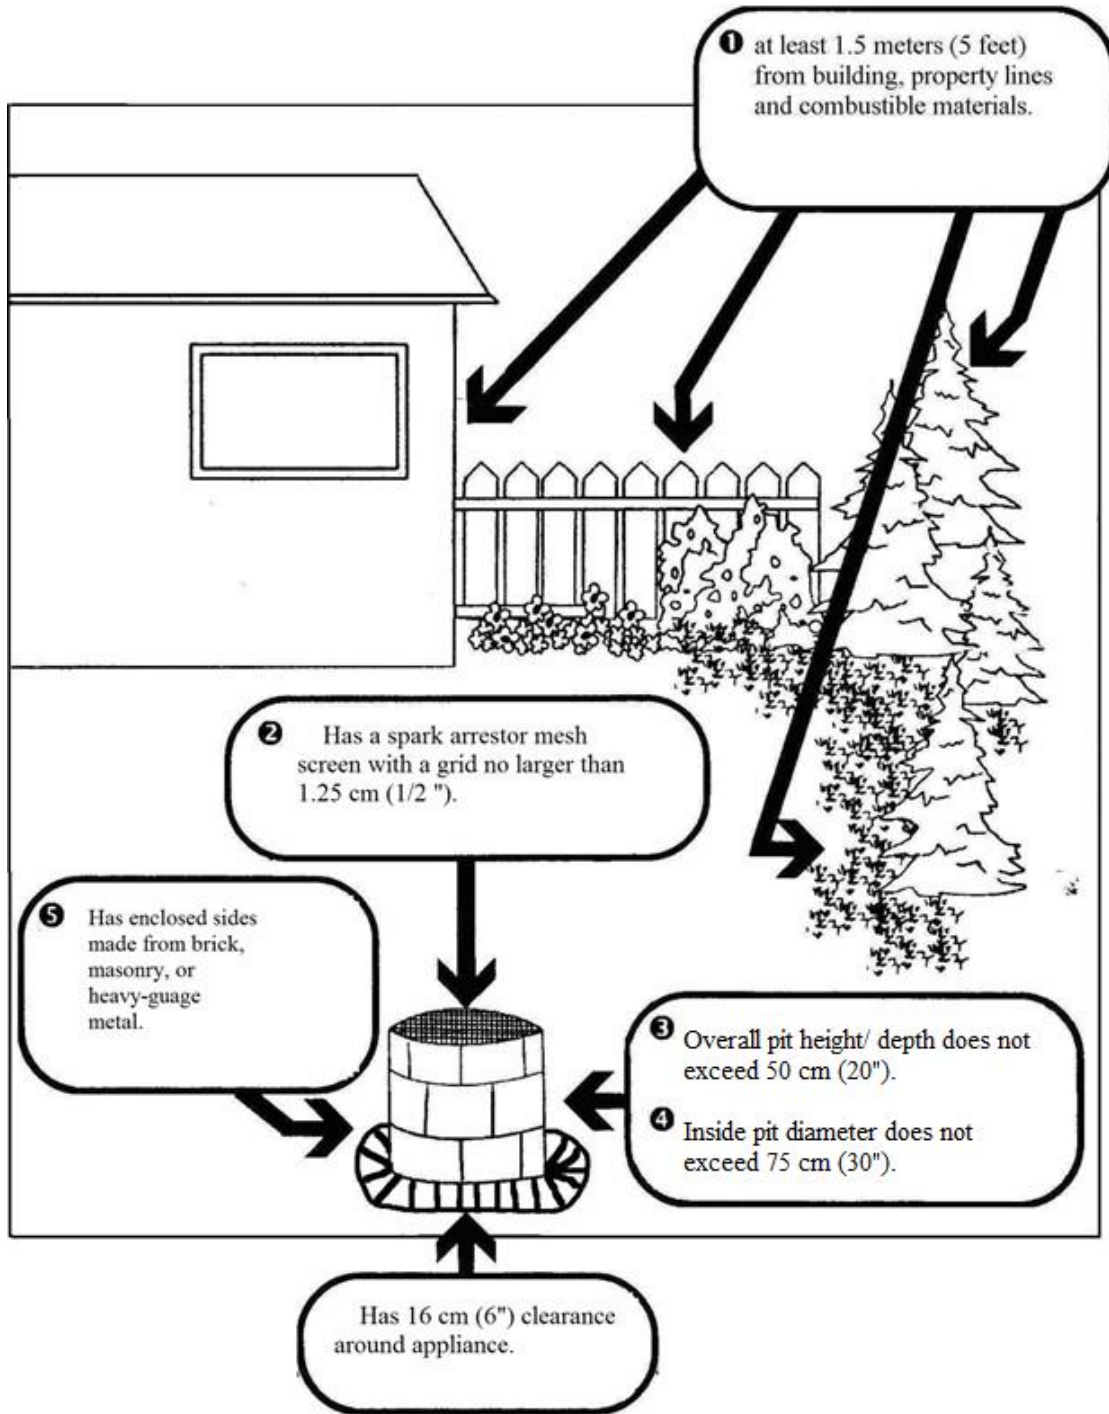 ❶ at least 1.5 meters (5 feet)
from building, property lines
and combustible materials.
❷ Has a spark arrestor mesh
screen with a grid no larger than
1.25 cm (1/2 ").
❺ Has enclosed sides
made from brick,
masonry, or
heavy-guage
metal.
❸ Overall pit height/ depth does not
exceed 50 cm (20").
❹ Inside pit diameter does not
exceed 75 cm (30").
Has 16 cm (6") clearance
around appliance.